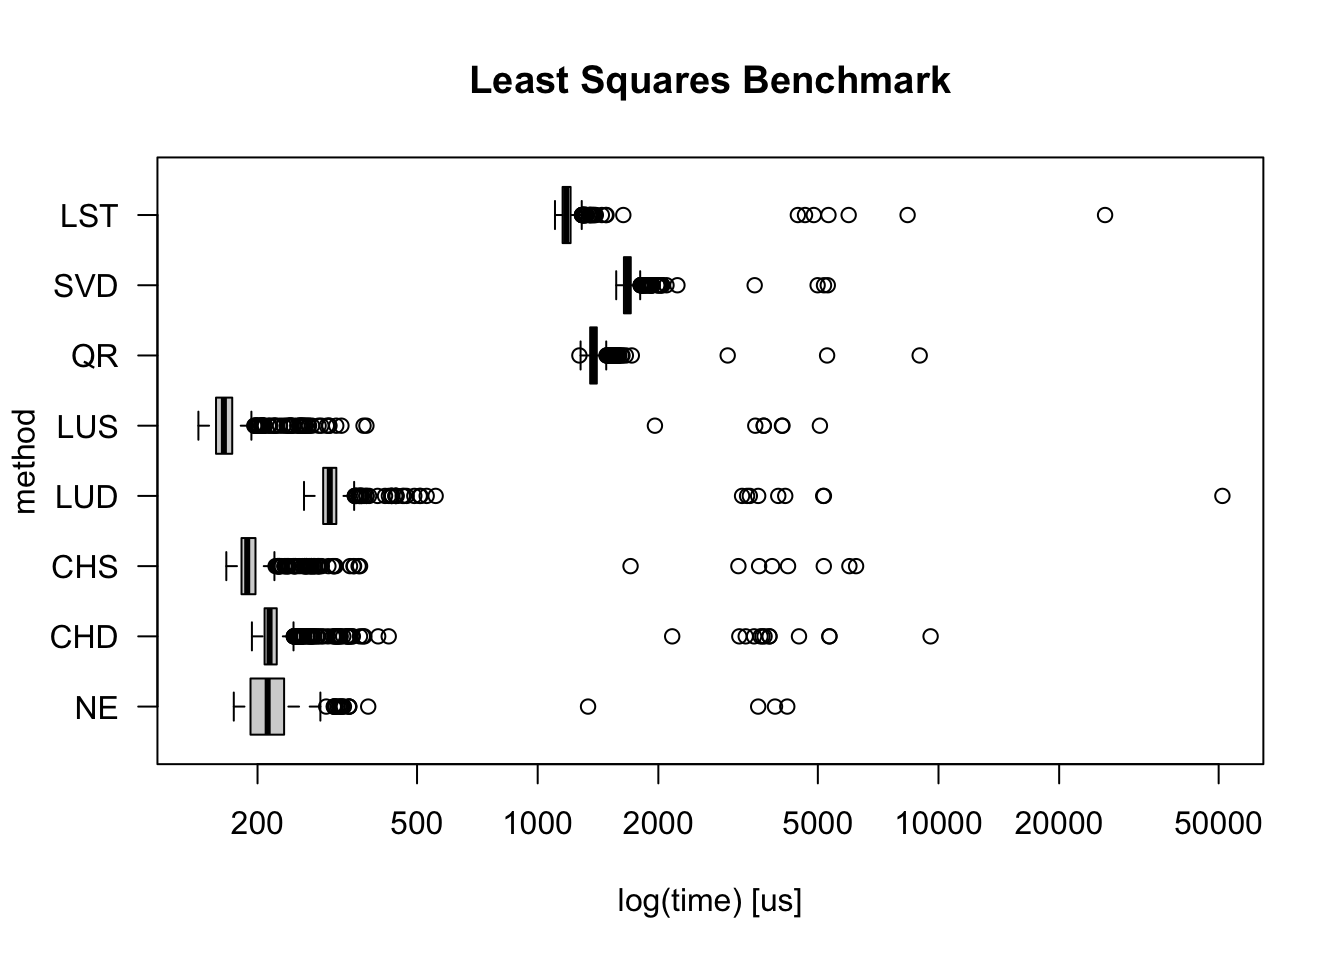 Least Squares Benchmark
method
LST
SVD
QR
LUS
LUD
CHS
CHD
NE
200 500 1000 2000 5000 10000 20000 50000
log(time) [us]